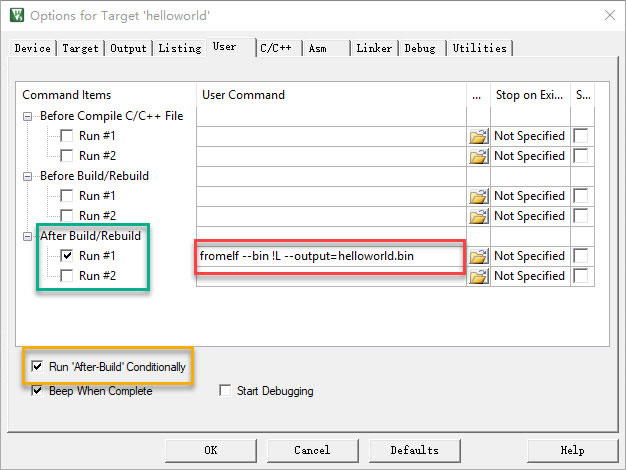 Options for Target 'helloworld'
Device Target Output Listing User C/C++ Asm Linker Debug Utilities
Command Items User Command ... Stop on Exi... S...
Before Compile C/C++ File
Run #1 Not Specified
Run #2 Not Specified
Before Build/Rebuild
Run #1 Not Specified
Run #2 Not Specified
After Build/Rebuild
Run #1 fromelf --bin !L --output=helloworld.bin Not Specified
Run #2 Not Specified
Run 'After-Build' Conditionally
Beep When Complete Start Debugging
OK Cancel Defaults Help